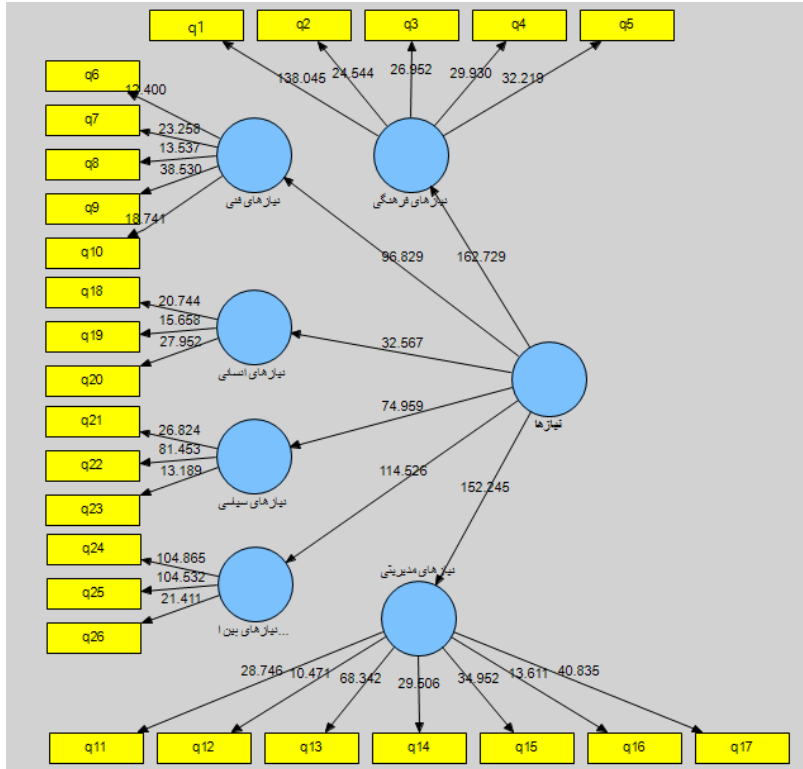 q1
q2
q3
q4
q5
138.045
24.544
26.952
29.930
32.219
q6
q7
q8
q9
q10
12.400
23.258
13.537
38.530
18.741
نیازهای فنی
نیازهای فرهنگی
96.829
162.729
q18
q19
q20
20.744
15.658
27.952
نیازهای انسانی
32.567
نیازها
q21
q22
q23
26.824
81.453
13.189
نیازهای سیاسی
74.959
114.526
152.245
q24
q25
q26
104.865
104.532
21.411
نیازهای بین ا...
نیازهای مدیریتی
28.746
10.471
68.342
29.506
34.952
13.611
40.835
q11
q12
q13
q14
q15
q16
q17